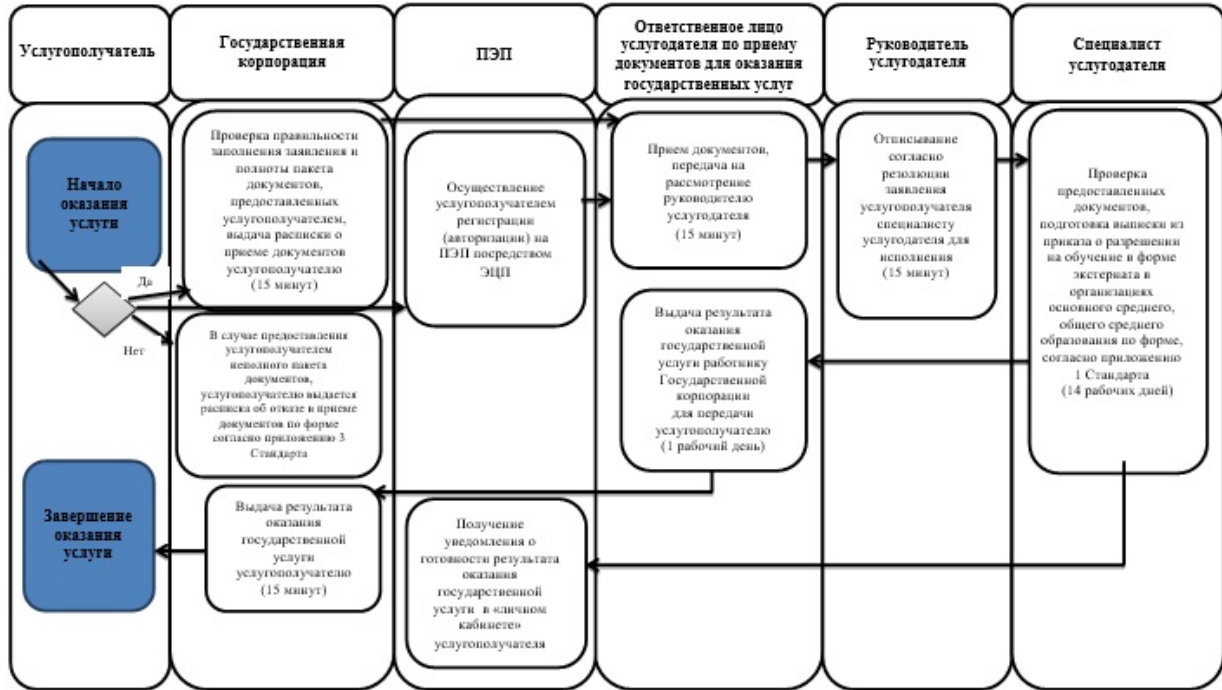 Услугополучатель
Государственная
корпорация
ПЭП
Ответственное лицо
услугодателя по приему
документов для оказания
государственных услуг
Руководитель
услугодателя
Специалист
услугодателя
Начало
оказания
услуги
Да
Нет
Проверка правильности
заполнения заявления и
полноты пакета
документов,
предоставленных
услугополучателем,
выдача расписки о
приеме документов
услугополучателю
(15 минут)
В случае предоставления
услугополучателем
неполного пакета
документов,
услугополучателю выдается
расписка об отказе в приеме
документов по форме
согласно приложению 3
Стандарта
Осуществление
услугополучателем
регистрации
(авторизации) на
ПЭП посредством
ЭЦП
Прием документов,
передача на
рассмотрение
руководителю
услугодателя
(15 минут)
Отписывание
согласно
резолюции
заявления
услугополучателя
специалисту
услугодателя для
исполнения
(15 минут)
Проверка
предоставленных
документов,
подготовка выписки из
приказа о разрешении
на обучение в форме
экстерната в
организациях
основного среднего,
общего среднего
образования по форме,
согласно приложению
1 Стандарта
(14 рабочих дней)
Выдача результата
оказания
государственной
услуги работнику
Государственной
корпорации
для передачи
услугополучателю
(1 рабочий день)
Завершение
оказания
услуги
Выдача результата
оказания
государственной
услуги
услугополучателю
(15 минут)
Получение
уведомления о
готовности результата
оказания
государственной
услуги в «личном
кабинете»
услугополучателя